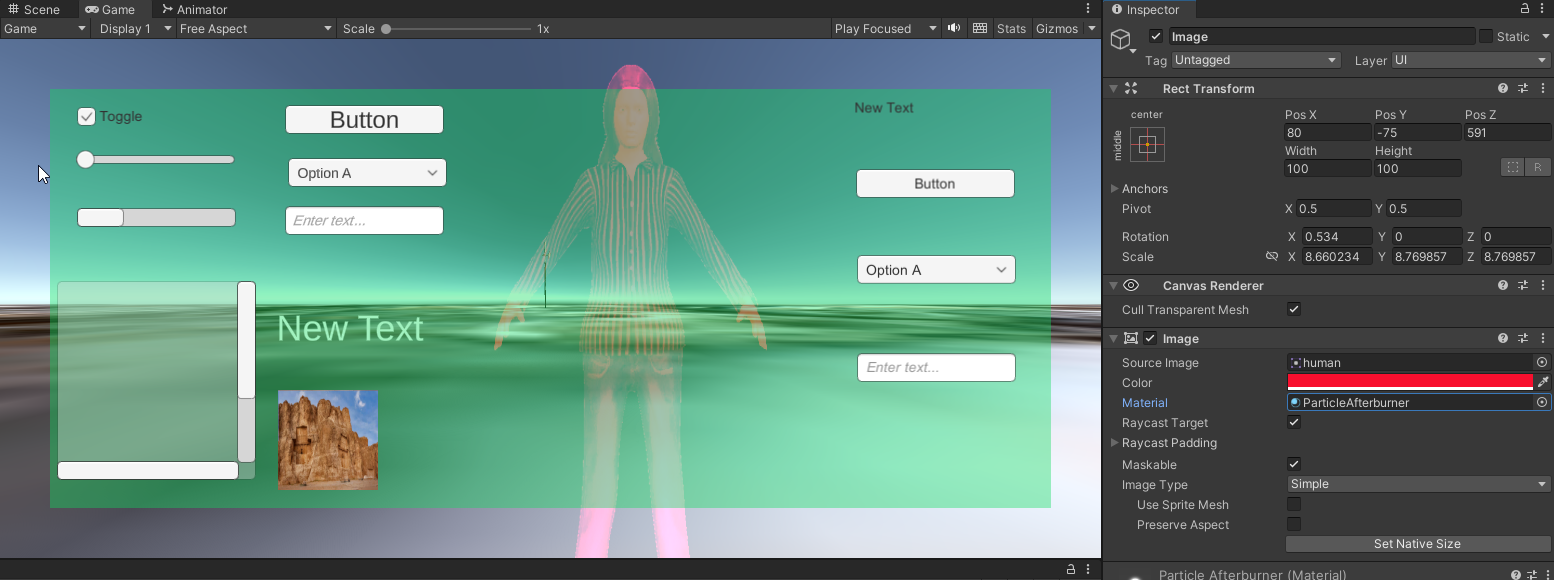 Scene Game Animator
Game Display 1 Free Aspect Scale 1x Play Focused Stats Gizmos
Toggle
Button
New Text
Option A
Button
Enter text...
Option A
New Text
Enter text...
Inspector
Image Static
Tag Untagged Layer UI
Rect Transform
center Pos X Pos Y Pos Z
middle 80 -75 591
Width Height
100 100 R
Anchors
Pivot X 0.5 Y 0.5
Rotation X 0.534 Y 0 Z 0
Scale X 8.660234 Y 8.769857 Z 8.769857
Canvas Renderer
Cull Transparent Mesh
Image
Source Image human
Color
Material ParticleAfterburner
Raycast Target
Raycast Padding
Maskable
Image Type Simple
Use Sprite Mesh
Preserve Aspect
Set Native Size
Particle Afterburner (Material)